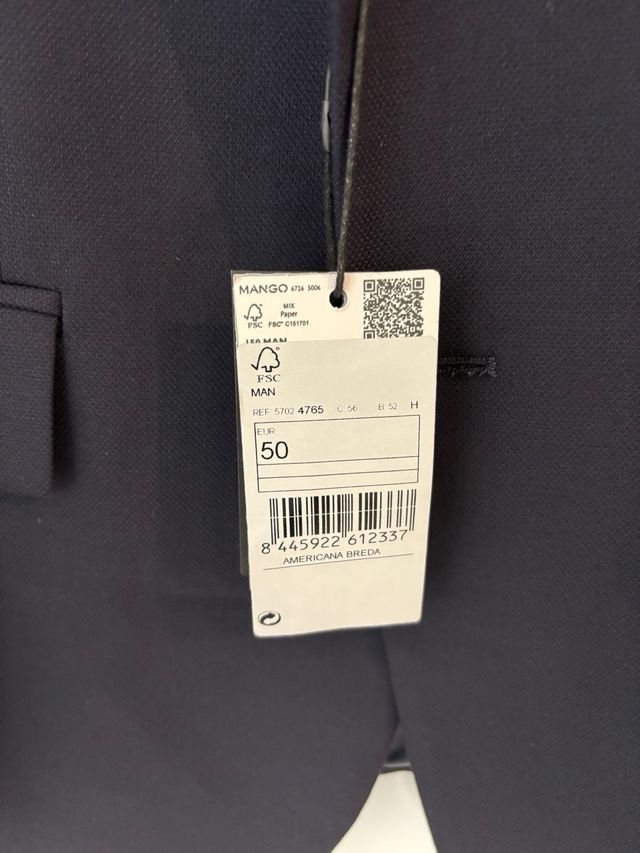 MANGO 6726 5006
MIX
Paper
FSC FSC® C151701
FSC
MAN
REF. 5702 4765 C 56 B 52 H
EUR
50
8 445922 612337
AMERICANA BREDA